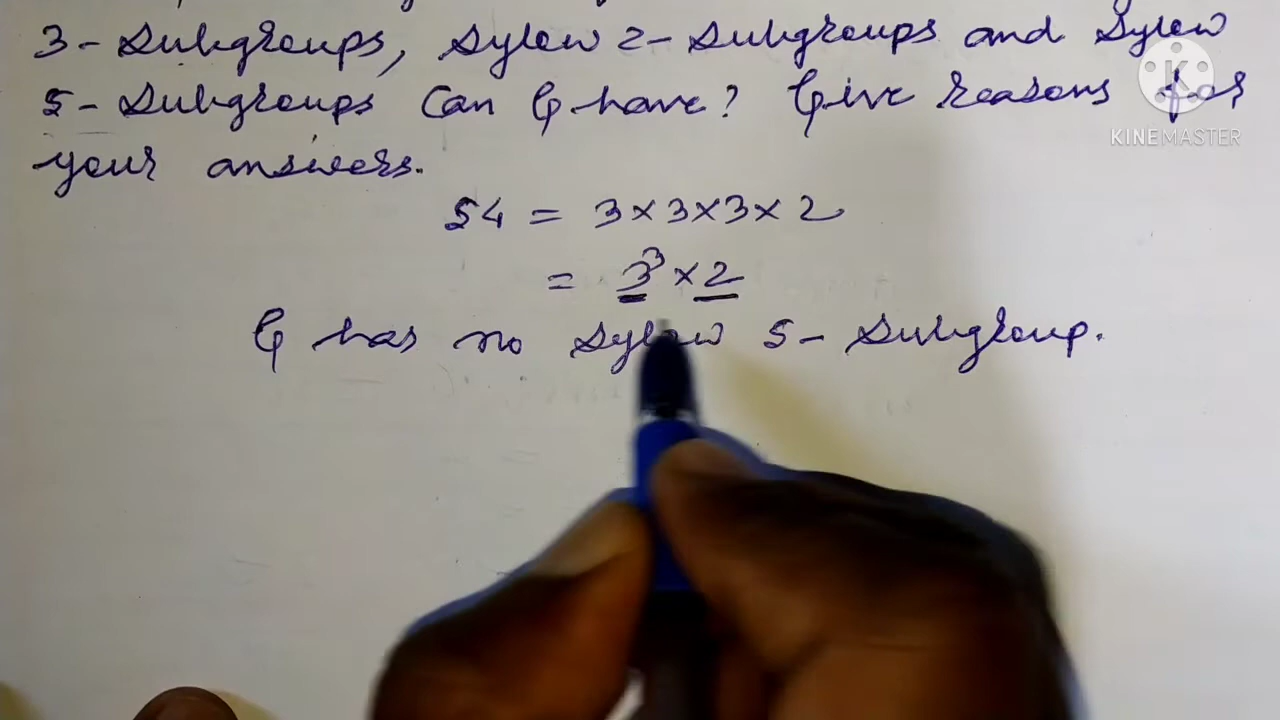 3 - Subgroups, Sylow 2 - Subgroups and Sylow
5 - Subgroups Can G have? Give reasons for
your answers.
54 = 3 × 3 × 3 × 2
= 3³ × 2
G has no Sylow 5 - Subgroup.
KINEMASTER